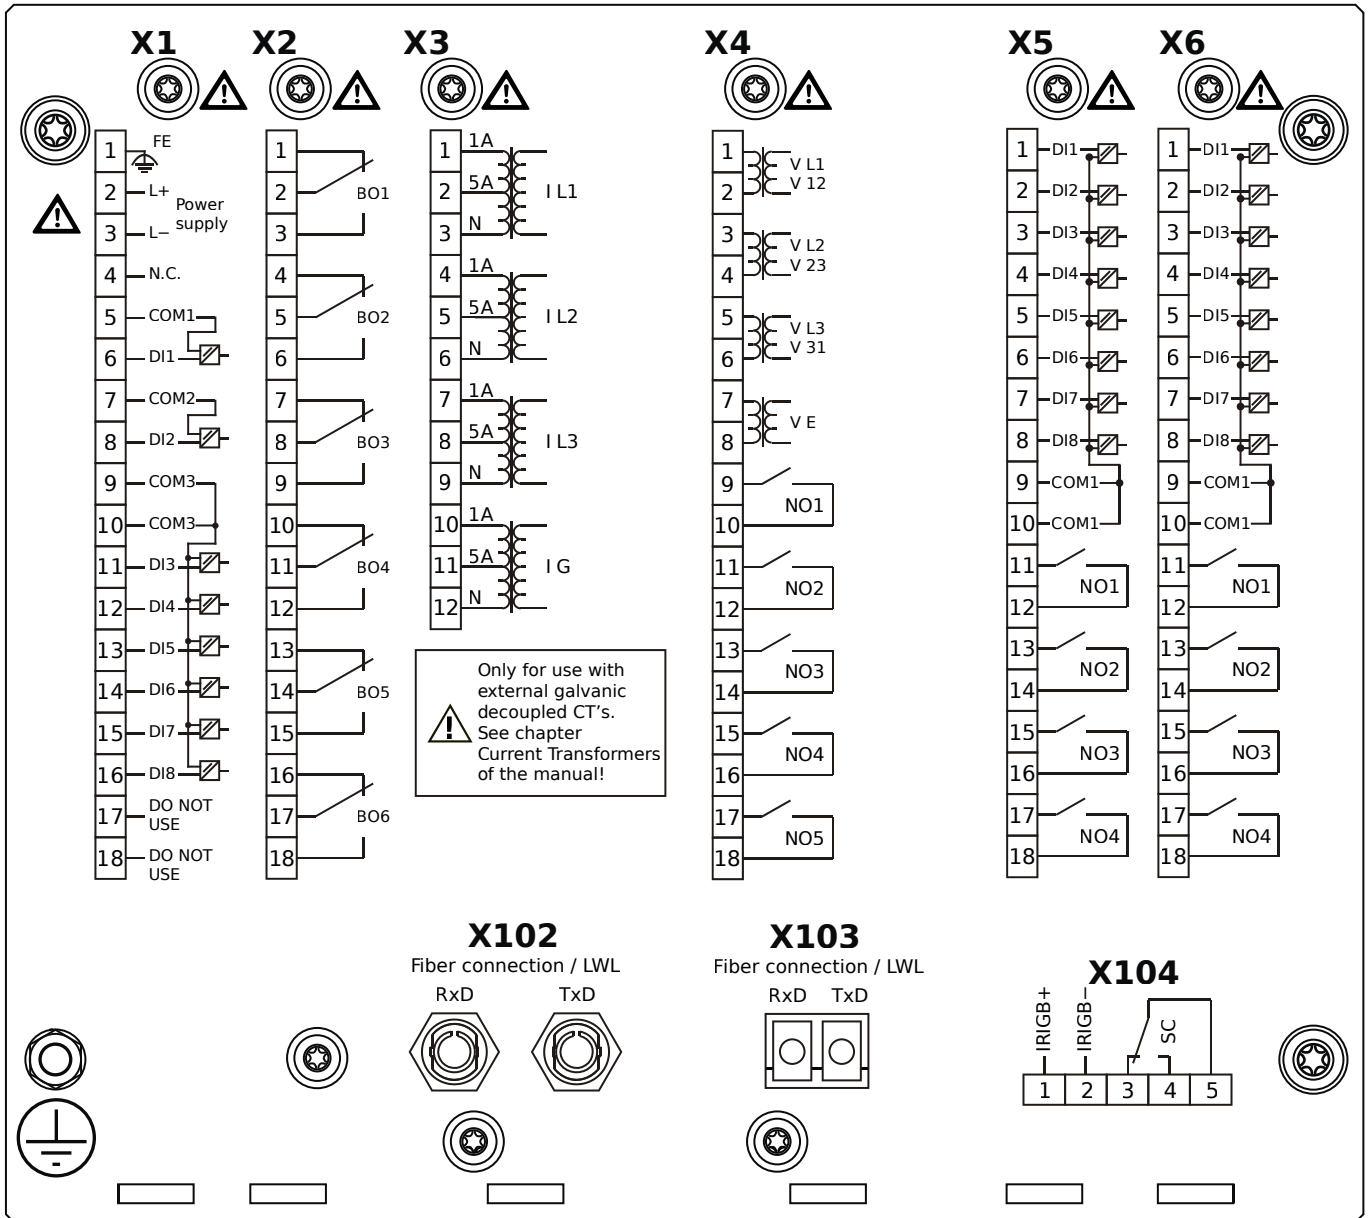 X1
X2
X3
X4
X5
X6
1 FE
2 L+
Power
supply
3 L−
4 N.C.
5 COM1
6 DI1
7 COM2
8 DI2
9 COM3
10 COM3
11 DI3
12 DI4
13 DI5
14 DI6
15 DI7
16 DI8
17 DO NOT
USE
18 DO NOT
USE
1
2 BO1
3
4
5 BO2
6
7
8 BO3
9
10
11 BO4
12
13
14 BO5
15
16
17 BO6
18
1 1A
2 5A I L1
3 N
4 1A
5 5A I L2
6 N
7 1A
8 5A I L3
9 N
10 1A
11 5A I G
12 N
Only for use with
external galvanic
decoupled CT's.
See chapter
Current Transformers
of the manual!
1
V L1
V 12
2
3
V L2
V 23
4
5
V L3
V 31
6
7
V E
8
9
NO1
10
11
NO2
12
13
NO3
14
15
NO4
16
17
NO5
18
1 DI1
2 DI2
3 DI3
4 DI4
5 DI5
6 DI6
7 DI7
8 DI8
9 COM1
10 COM1
11
NO1
12
13
NO2
14
15
NO3
16
17
NO4
18
1 DI1
2 DI2
3 DI3
4 DI4
5 DI5
6 DI6
7 DI7
8 DI8
9 COM1
10 COM1
11
NO1
12
13
NO2
14
15
NO3
16
17
NO4
18
X102
Fiber connection / LWL
RxD TxD
X103
Fiber connection / LWL
RxD TxD
X104
IRIGB+
IRIGB−
SC
1 2 3 4 5